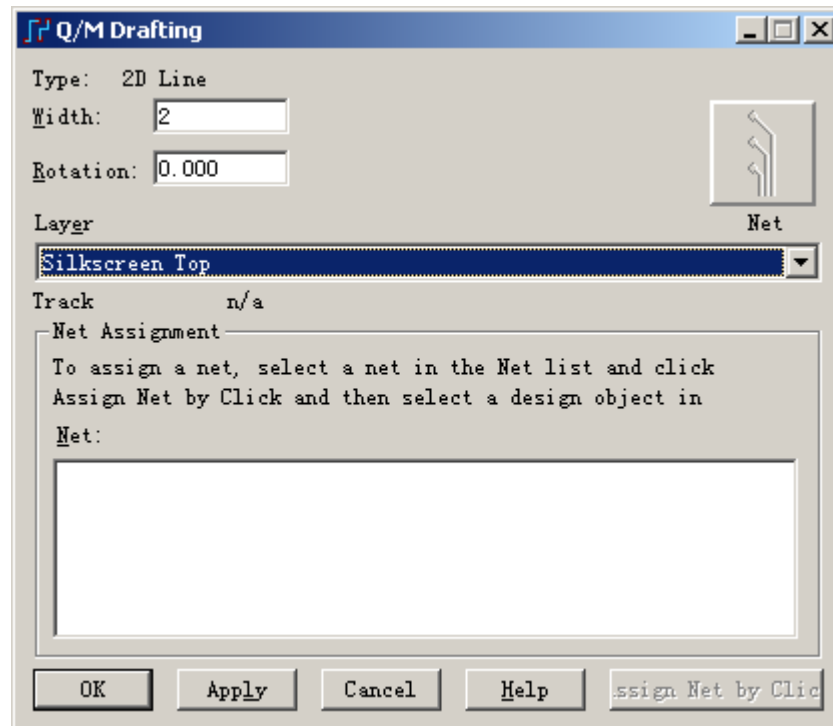 Q/M Drafting
Type: 2D Line
Width: 2
Rotation: 0.000
Net
Layer
Silkscreen Top
Track n/a
Net Assignment
To assign a net, select a net in the Net list and click
Assign Net by Click and then select a design object in
Net:
OK Apply Cancel Help ssign Net by Clic